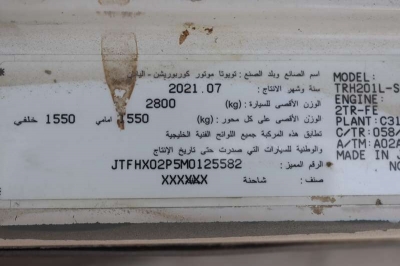 اسم الصانع وبلد الصنع : تويوتا موتور كوربوريشن - اليابان
سنة وشهر الانتاج : 2021.07
الوزن الأقصى للسيارة : (kg) 2800
الوزن الأقصى على كل محور : (kg) 1550 خلفي 1550
تطابق هذه المركبة جميع اللوائح الفنية الخليجية
والوطنية للسيارات التي صدرت حتى تاريخ الإنتاج
الرقم المميز : JTFHX02P5M0125582
صنف : شاحنة XXXXXX
MODEL:
TRH201L-S
ENGINE:
2TR-FE
PLANT:C31
C/TR:058/
A/TM:A02A
MADE IN J